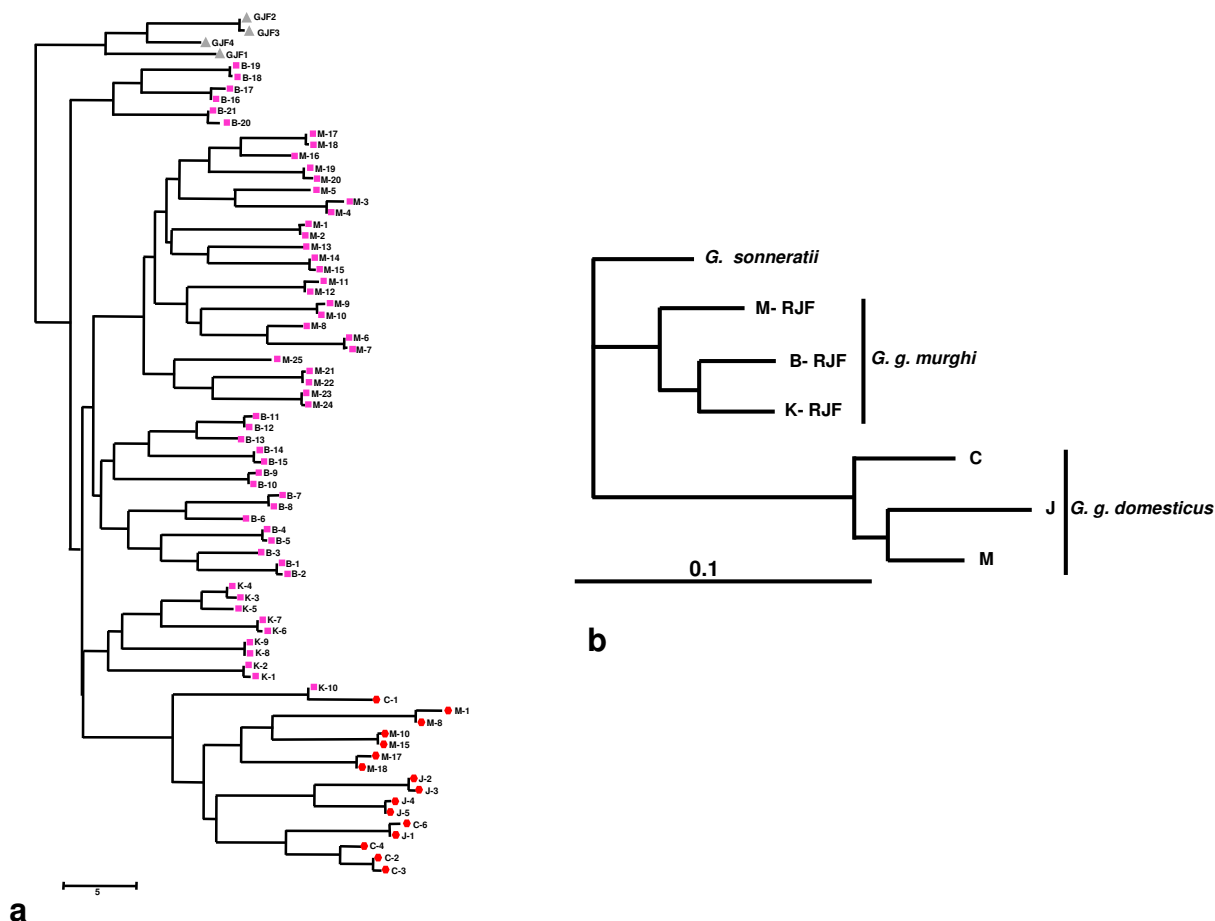 GJF2
GJF3
GJF4
GJF1
B-19
B-18
B-17
B-16
B-21
B-20
M-17
M-18
M-16
M-19
M-20
M-5
M-3
M-4
M-1
M-2
M-13
M-14
M-15
M-11
M-12
M-9
M-10
M-8
M-6
M-7
M-25
M-21
M-22
M-23
M-24
B-11
B-12
B-13
B-14
B-15
B-9
B-10
B-7
B-8
B-6
B-4
B-5
B-3
B-1
B-2
K-4
K-3
K-5
K-7
K-6
K-9
K-8
K-2
K-1
K-10
C-1
M-1
M-8
M-10
M-15
M-17
M-18
J-2
J-3
J-4
J-5
C-6
J-1
C-4
C-2
C-3
5
a
G. sonneratii
M- RJF
B- RJF
K- RJF
G. g. murghi
C
J
M
G. g. domesticus
0.1
b